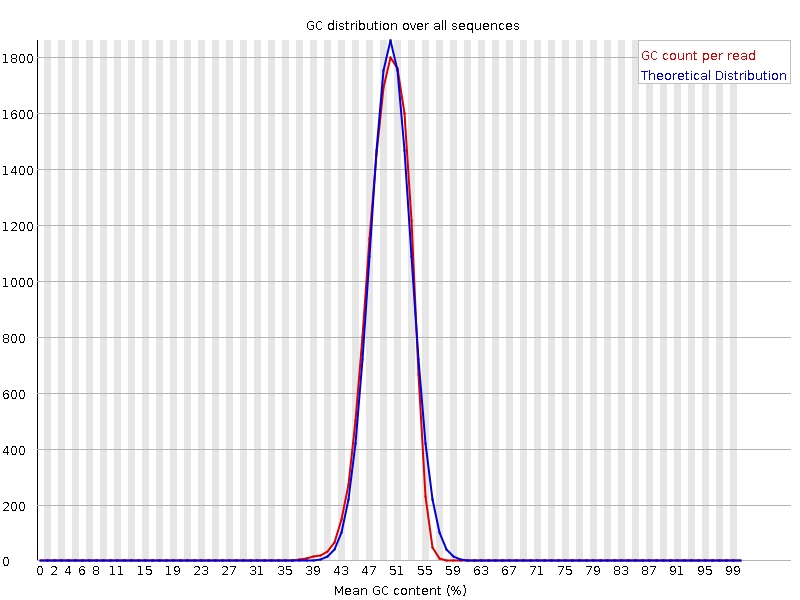 GC distribution over all sequences
GC count per read
Theoretical Distribution
1800
1600
1400
1200
1000
800
600
400
200
0
0 2 4 6 8 11 15 19 23 27 31 35 39 43 47 51 55 59 63 67 71 75 79 83 87 91 95 99
Mean GC content (%)